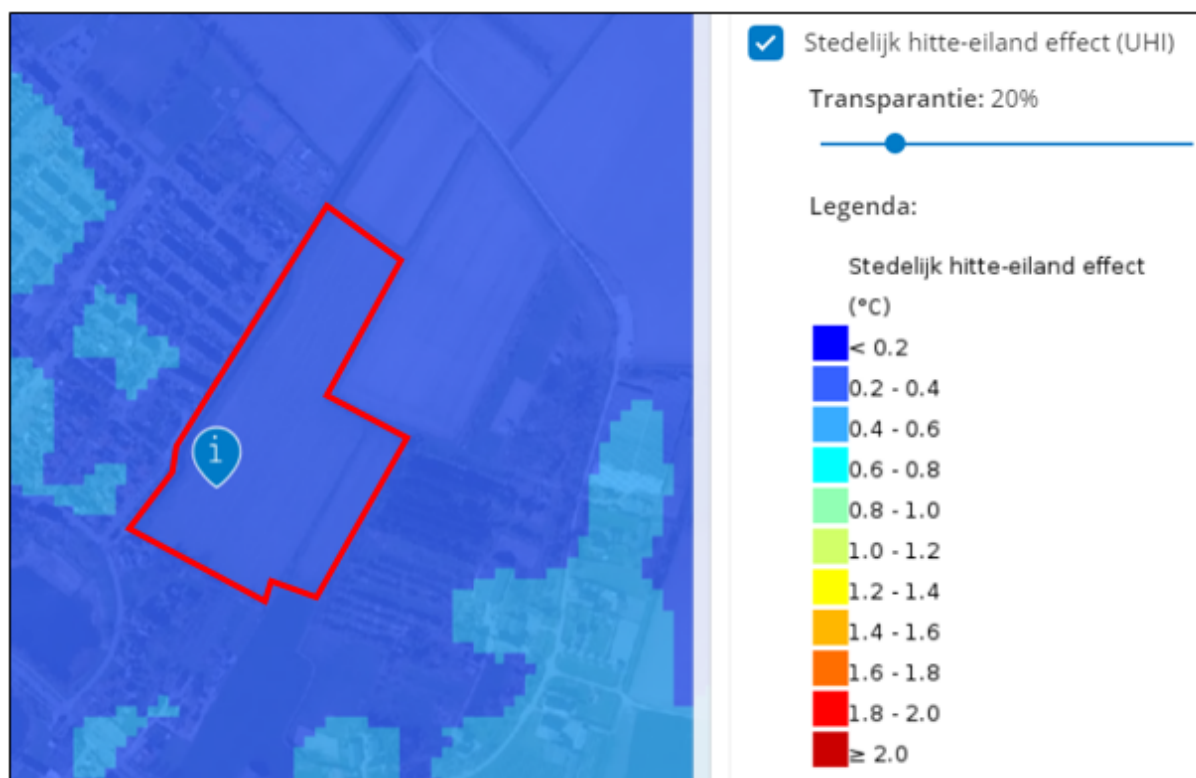 Stedelijk hitte-eiland effect (UHI)
Transparantie: 20%
Legenda:
Stedelijk hitte-eiland effect
(°C)
< 0.2
0.2 - 0.4
0.4 - 0.6
0.6 - 0.8
0.8 - 1.0
1.0 - 1.2
1.2 - 1.4
1.4 - 1.6
1.6 - 1.8
1.8 - 2.0
≥ 2.0
i